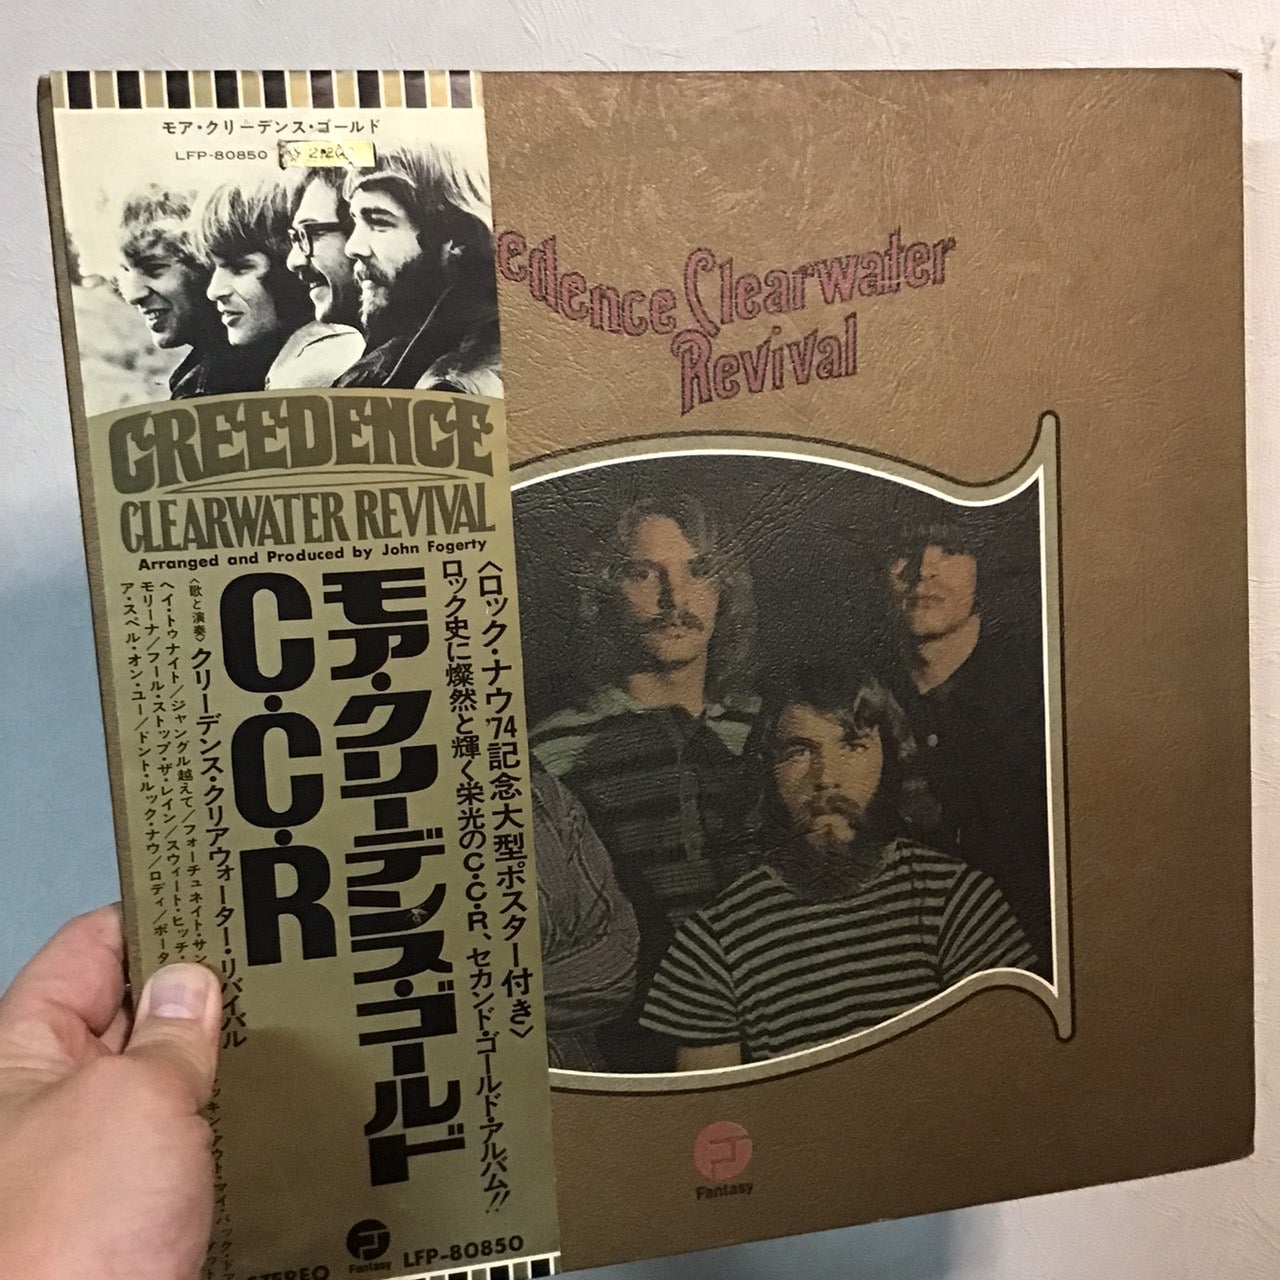 モア・クリーデンス・ゴールド
LFP-80850
CREEDENCE
CLEARWATER REVIVAL
Arranged and Produced by John Fogerty
〈ロック・ナウ'74記念大型ポスター付き〉
ロック史に燦然と輝く栄光のC.C.R、セカンド・ゴールド・アルバム!!
モア・クリーデンス・ゴールド
C.C.R
〈歌と演奏〉クリーデンス・クリアウォーター・リバイバル
ヘイ・トゥナイト/ジャングル越えて/フォーチュネイト・サン
モリーナ/フール・ストップ・ザ・レイン/スウィート・ヒッチ・
ア・スペル・オン・ユー/ドント・ルック・ナウ/ロディ/ポータ
Fantasy
LFP-80850
STEREO
edence Clearwater
Revival
Fantasy